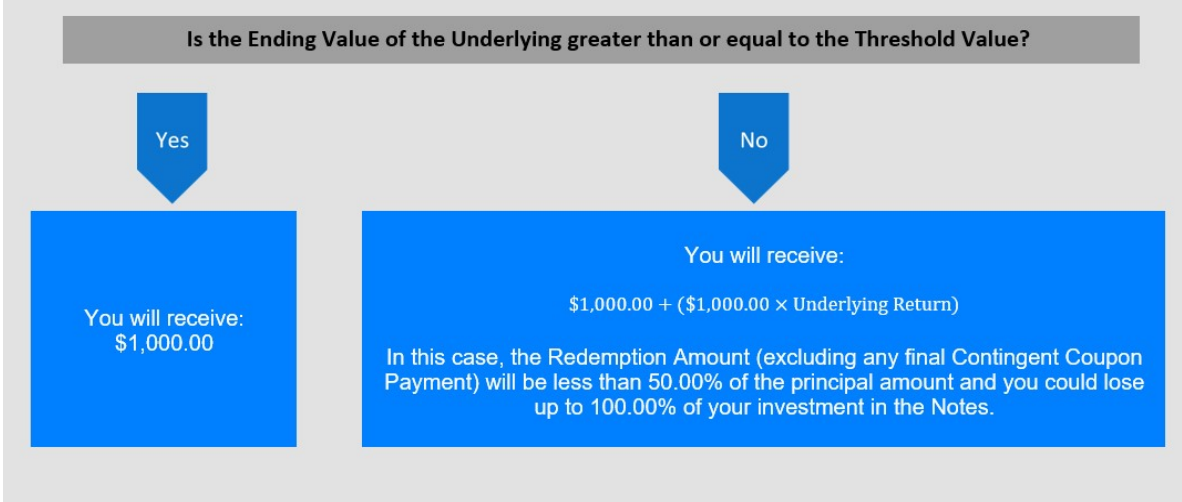 Is the Ending Value of the Underlying greater than or equal to the Threshold Value?
Yes
No
You will receive:
$1,000.00
You will receive:
$1,000.00 + ($1,000.00 × Underlying Return)
In this case, the Redemption Amount (excluding any final Contingent Coupon
Payment) will be less than 50.00% of the principal amount and you could lose
up to 100.00% of your investment in the Notes.